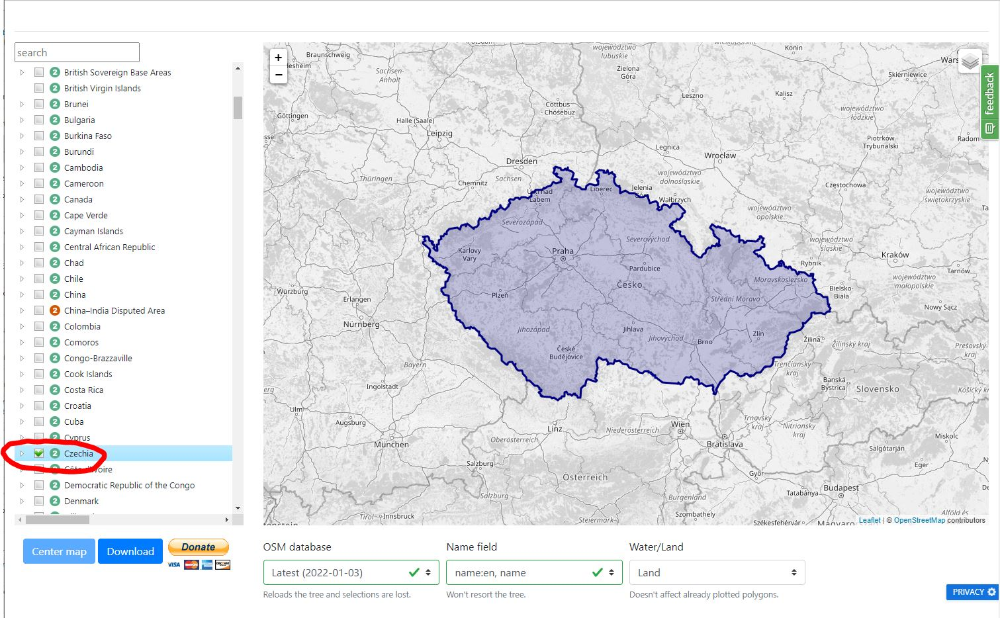 search
2 British Sovereign Base Areas
2 British Virgin Islands
2 Brunei
2 Bulgaria
2 Burkina Faso
2 Burundi
2 Cambodia
2 Cameroon
2 Canada
2 Cape Verde
2 Cayman Islands
2 Central African Republic
2 Chad
2 Chile
2 China
2 China–India Disputed Area
2 Colombia
2 Comoros
2 Congo-Brazzaville
2 Cook Islands
2 Costa Rica
2 Croatia
2 Cuba
2 Cyprus
2 Czechia
2 Côte d'Ivoire
2 Democratic Republic of the Congo
2 Denmark
Center map
Download
Donate
VISA
+
−
Braunschweig
województwo
lubuskie
Konin
Sachsen-
Anhalt
Zielona
Góra
Skierniewice
Leszno
Kalisz
Cottbus
- Chóśebuz
Göttingen
Halle (Saale)
województwo
łódzkie
Leipzig
Piotrków
Trybunalski
Radom
Legnica
Wrocław
Dresden
Thüringen
Chemnitz
Sachsen
województwo
dolnośląskie
Częstochowa
Jelenia
Liberec
Labem
Wałbrzych
województwo
świętokrzyskie
województwo
opolskie
Severozápad
Severovýchod
województwo
śląskie
Karlovy
Vary
Praha
Kraków
Rybnik
Tarnów
Pardubice
województwo
małopolskie
Moravskoslezsko
Česko
Würzburg
Erlangen
Plzeň
Střední Morava
Bielsko-
Biała
Nowy Sącz
Nürnberg
Jihozápad
Jihlava
Jihovýchod
Zlín
Brno
Žilina
Žilinský kraj
Prešovský
kraj
České
Budějovice
Bayern
Trenčiansky
kraj
Banská
Bystrica
Slovensko
Košický kraj
Ingolstadt
Ulm
Augsburg
Linz
Wien
Niederösterreich
Trnavský
kraj
Nitriansky
kraj
Oberösterreich
München
Bratislava
Miskolc
Salgótarján
Salzburg
Eger
Österreich
Győr
Budapest
Tatabánya
Salzburg
Burgenland
Tirol
Innsbruck
Szombathely
Steiermark
Székesfehérvár
Alföld és
Leaflet | © OpenStreetMap contributors
feedback
OSM database
Name field
Water/Land
Latest (2022-01-03)
name:en, name
Land
Reloads the tree and selections are lost.
Won't resort the tree.
Doesn't affect already plotted polygons.
PRIVACY